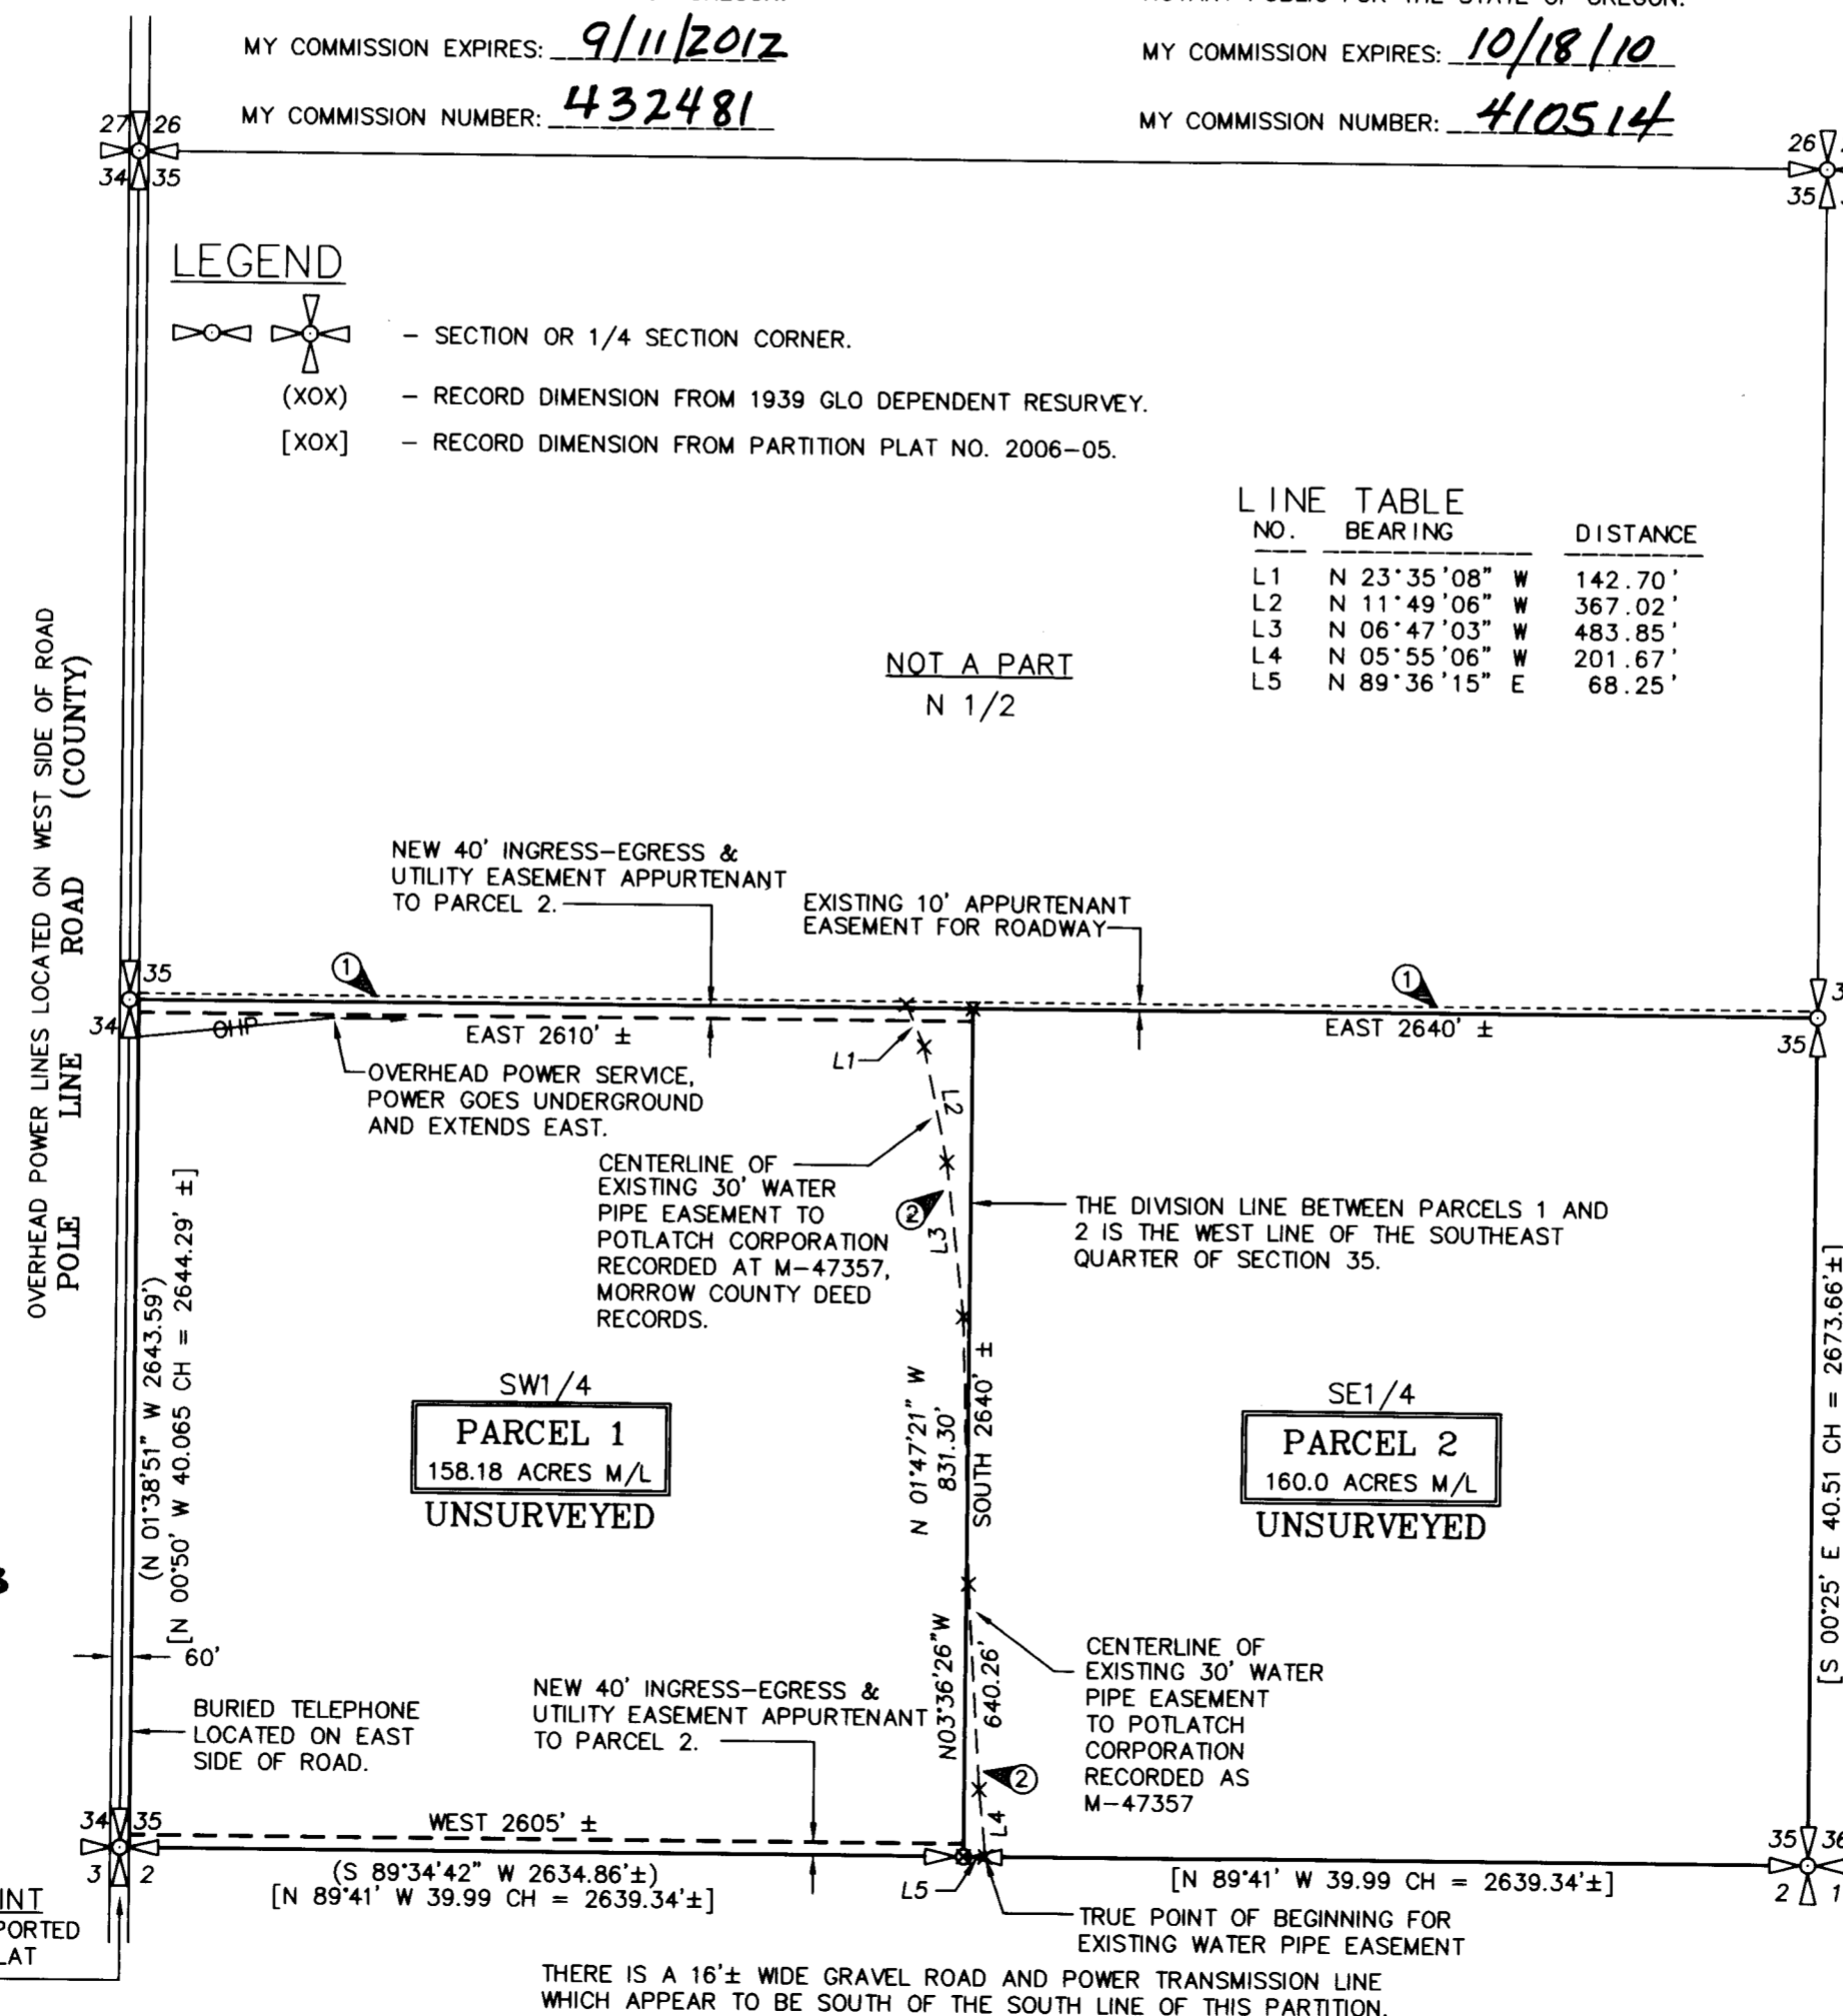 MY COMMISSION EXPIRES: 9/11/2012
MY COMMISSION NUMBER: 432481
NOTARY PUBLIC FOR THE STATE OF OREGON.
MY COMMISSION EXPIRES: 10/18/10
MY COMMISSION NUMBER: 410514
27 26
34 35
26
35
LEGEND
- SECTION OR 1/4 SECTION CORNER.
(XOX) - RECORD DIMENSION FROM 1939 GLO DEPENDENT RESURVEY.
[XOX] - RECORD DIMENSION FROM PARTITION PLAT NO. 2006-05.
LINE TABLE
NO. BEARING DISTANCE
L1 N 23°35'08" W 142.70'
L2 N 11°49'06" W 367.02'
L3 N 06°47'03" W 483.85'
L4 N 05°55'06" W 201.67'
L5 N 89°36'15" E 68.25'
NOT A PART
N 1/2
OVERHEAD POWER LINES LOCATED ON WEST SIDE OF ROAD
POLE LINE ROAD (COUNTY)
NEW 40' INGRESS-EGRESS &
UTILITY EASEMENT APPURTENANT
TO PARCEL 2.
EXISTING 10' APPURTENANT
EASEMENT FOR ROADWAY
35
34
1
1
3
35
OHP
EAST 2610' ±
EAST 2640' ±
L1
OVERHEAD POWER SERVICE,
POWER GOES UNDERGROUND
AND EXTENDS EAST.
L2
CENTERLINE OF
EXISTING 30' WATER
PIPE EASEMENT TO
POTLATCH CORPORATION
RECORDED AT M-47357,
MORROW COUNTY DEED
RECORDS.
2
L3
THE DIVISION LINE BETWEEN PARCELS 1 AND
2 IS THE WEST LINE OF THE SOUTHEAST
QUARTER OF SECTION 35.
(N 01°38'51" W 2643.59')
[N 00°50' W 40.065 CH = 2644.29' ±]
[S 00°25' E 40.51 CH = 2673.66'±]
SW1/4
PARCEL 1
158.18 ACRES M/L
UNSURVEYED
N 01°47'21" W
831.30'
SOUTH 2640' ±
SE1/4
PARCEL 2
160.0 ACRES M/L
UNSURVEYED
60'
BURIED TELEPHONE
LOCATED ON EAST
SIDE OF ROAD.
NEW 40' INGRESS-EGRESS &
UTILITY EASEMENT APPURTENANT
TO PARCEL 2.
N03°36'26"W
640.26'
CENTERLINE OF
EXISTING 30' WATER
PIPE EASEMENT
TO POTLATCH
CORPORATION
RECORDED AS
M-47357
2
L4
34 35
3 2
WEST 2605' ±
(S 89°34'42" W 2634.86'±)
[N 89°41' W 39.99 CH = 2639.34'±]
L5
[N 89°41' W 39.99 CH = 2639.34'±]
35 36
2 1
TRUE POINT OF BEGINNING FOR
EXISTING WATER PIPE EASEMENT
THERE IS A 16'± WIDE GRAVEL ROAD AND POWER TRANSMISSION LINE
WHICH APPEAR TO BE SOUTH OF THE SOUTH LINE OF THIS PARTITION.